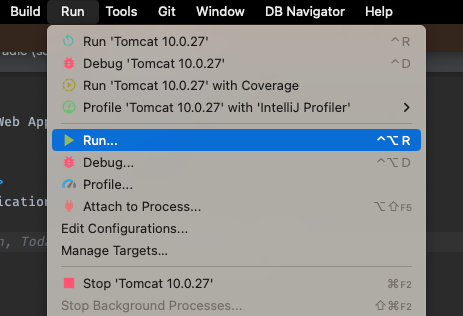 Build Run Tools Git Window DB Navigator Help
Run 'Tomcat 10.0.27' ⌃R
Debug 'Tomcat 10.0.27' ⌃D
Run 'Tomcat 10.0.27' with Coverage
Profile 'Tomcat 10.0.27' with 'IntelliJ Profiler'
Web App
Run... ⌃⌥R
Debug... ⌃⌥D
Profile...
ication
Attach to Process... ⌥⇧F5
Edit Configurations...
Manage Targets...
Stop 'Tomcat 10.0.27' ⌘F2
Stop Background Processes... ⇧⌘F2